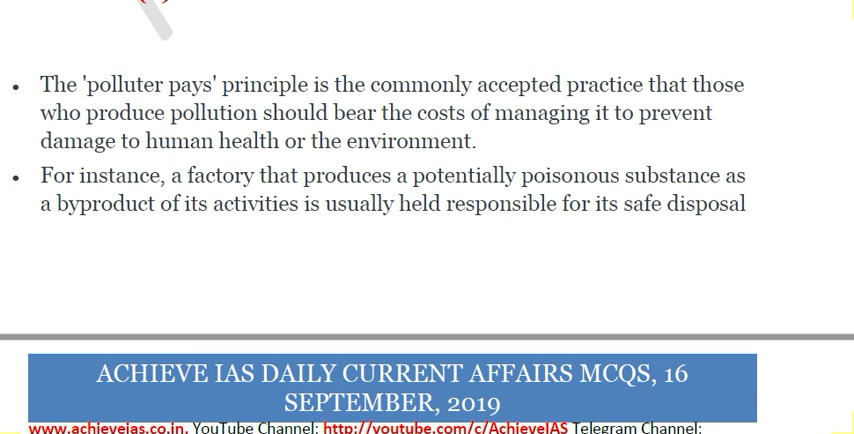 • The 'polluter pays' principle is the commonly accepted practice that those
who produce pollution should bear the costs of managing it to prevent
damage to human health or the environment.
• For instance, a factory that produces a potentially poisonous substance as
a byproduct of its activities is usually held responsible for its safe disposal
ACHIEVE IAS DAILY CURRENT AFFAIRS MCQS, 16
SEPTEMBER, 2019
www.achieveias.co.in. YouTube Channel: http://youtube.com/c/AchieveIAS Telegram Channel: